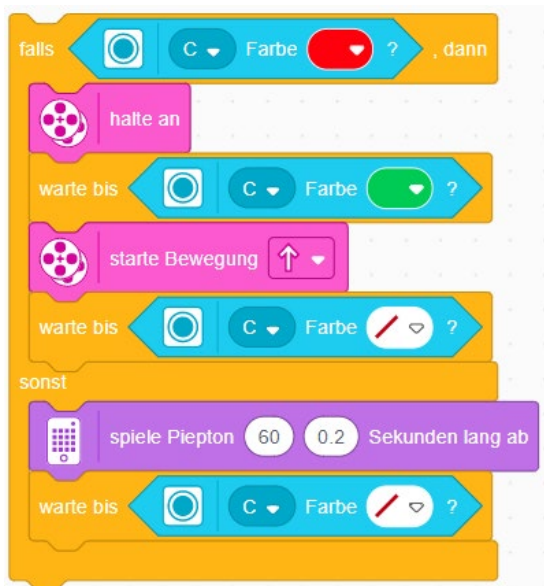 falls C Farbe ? , dann
halte an
warte bis C Farbe ?
starte Bewegung
warte bis C Farbe ?
sonst
spiele Piepton 60 0.2 Sekunden lang ab
warte bis C Farbe ?